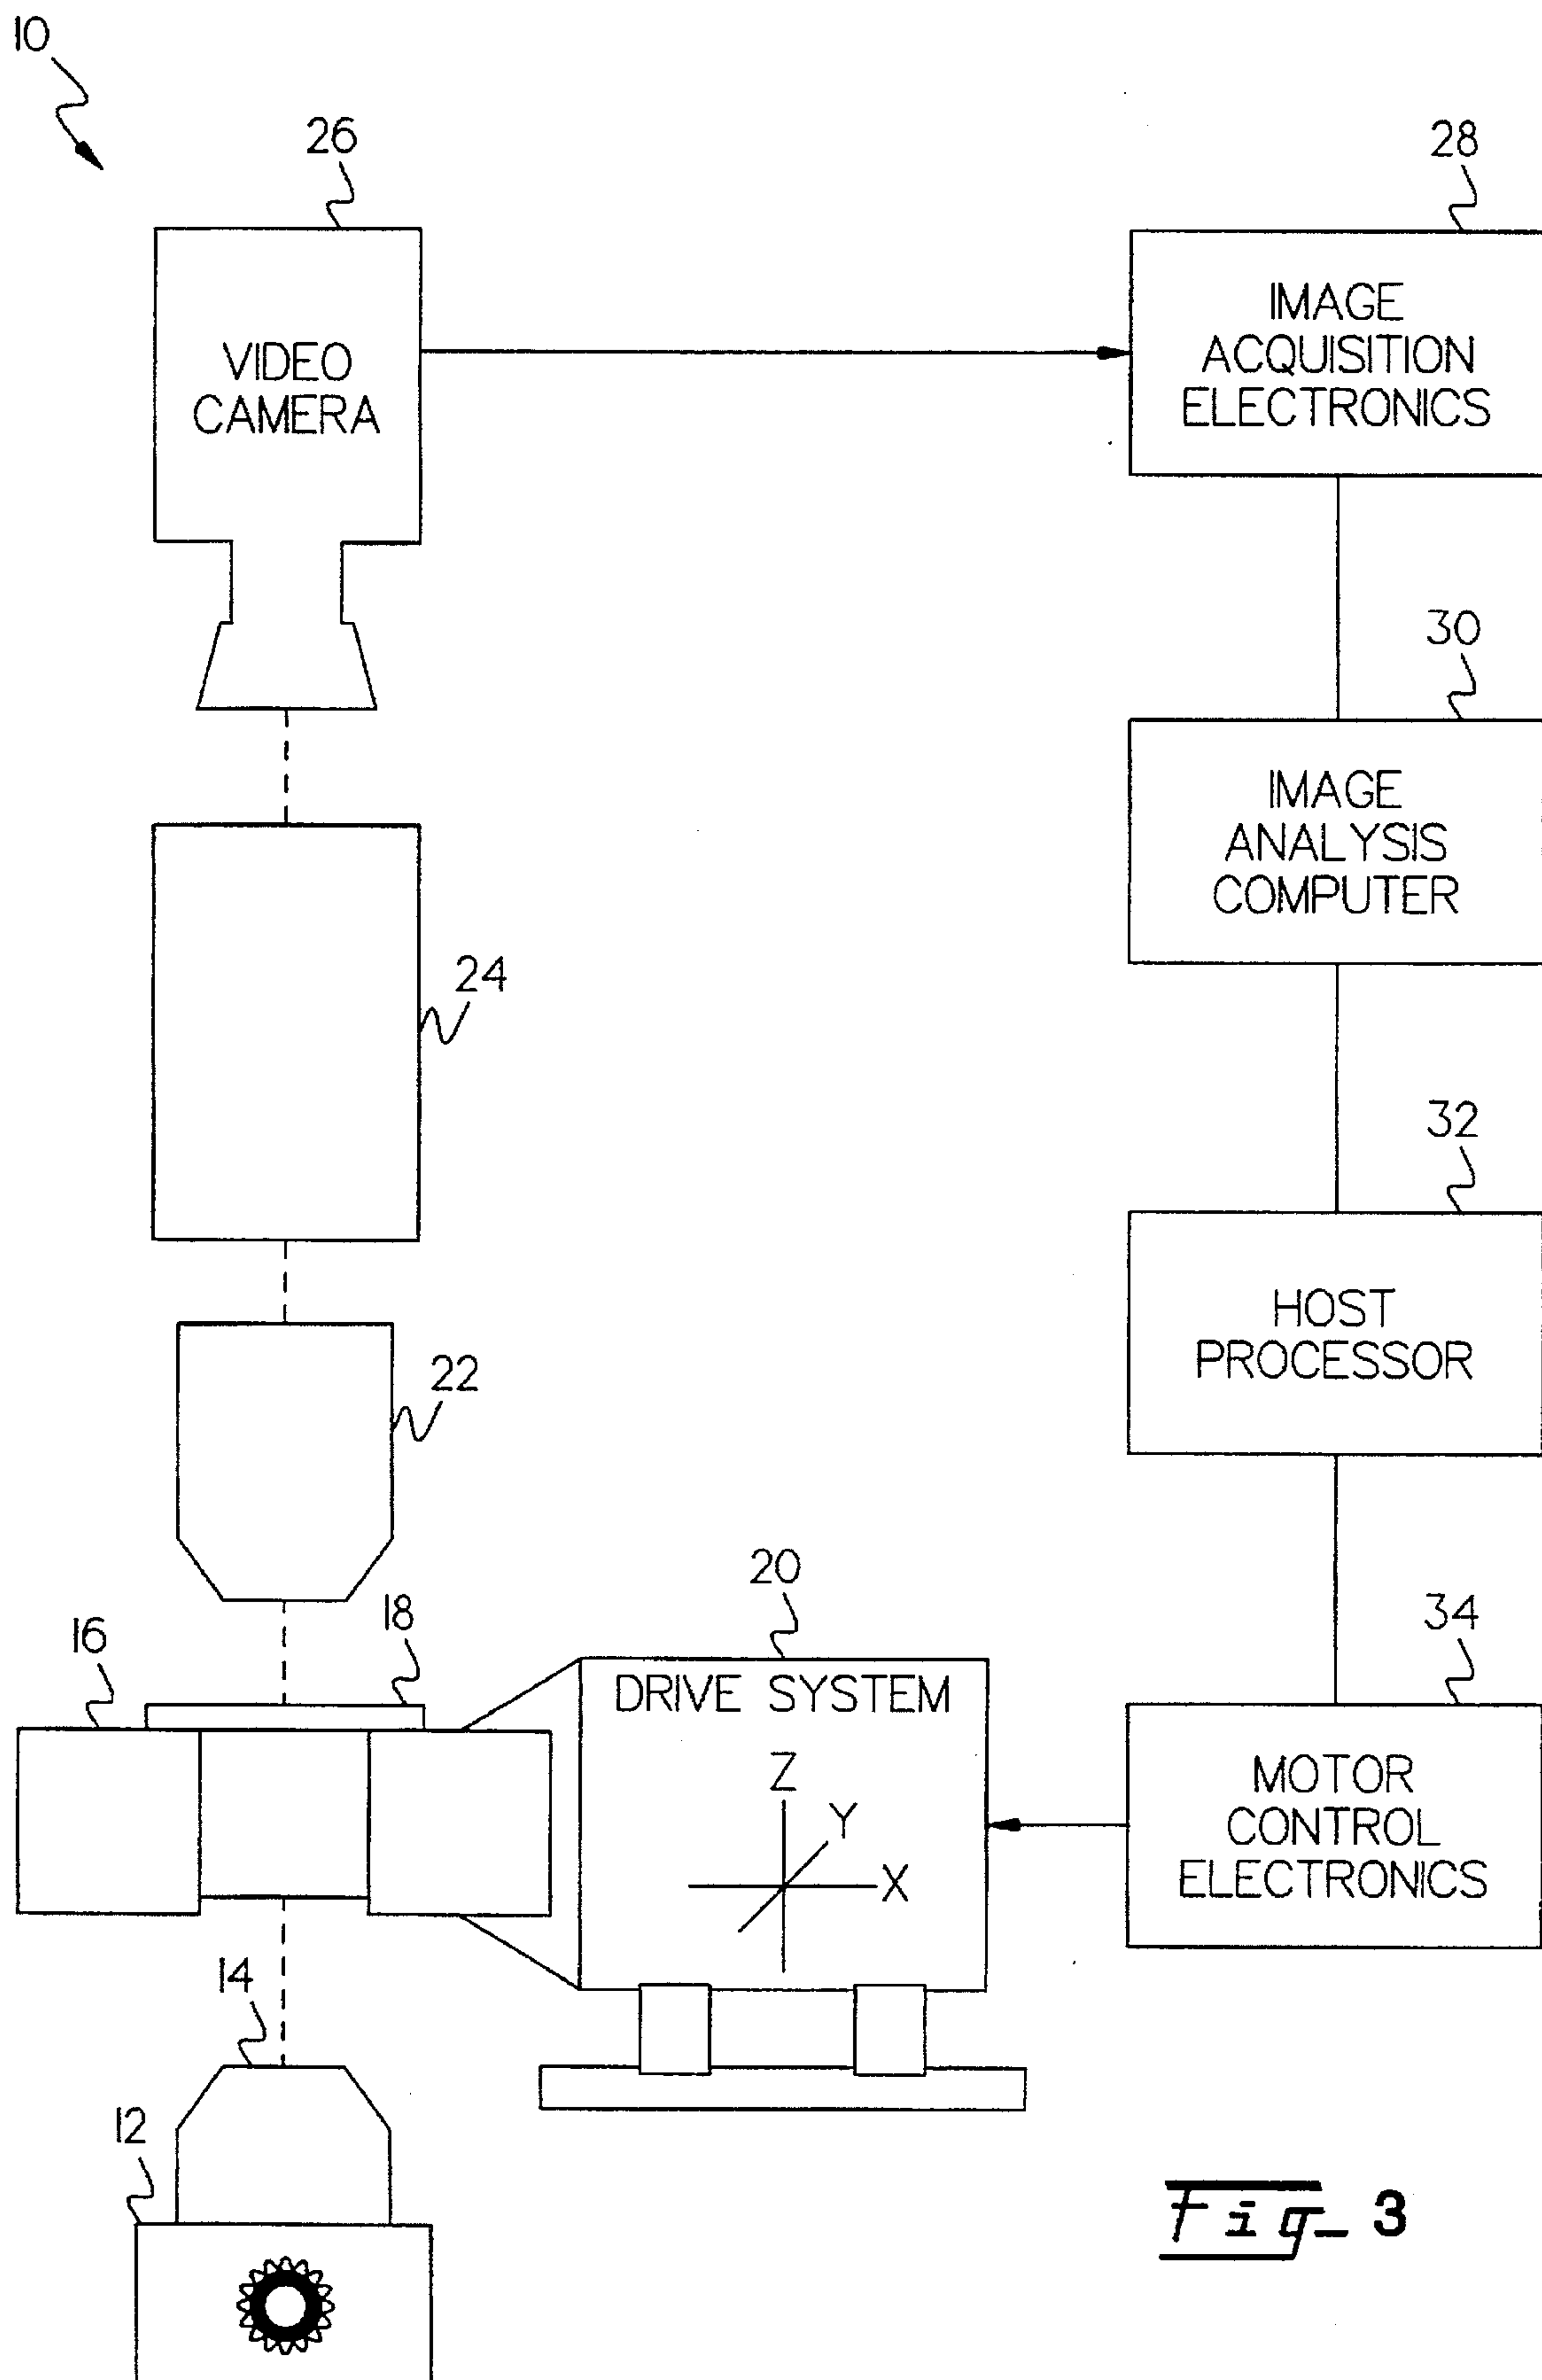 10
26
28
VIDEO
CAMERA
IMAGE
ACQUISITION
ELECTRONICS
30
IMAGE
ANALYSIS
COMPUTER
24
32
HOST
PROCESSOR
22
20
18
16
34
DRIVE SYSTEM
Z
Y
X
MOTOR
CONTROL
ELECTRONICS
14
12
Fig_ 3